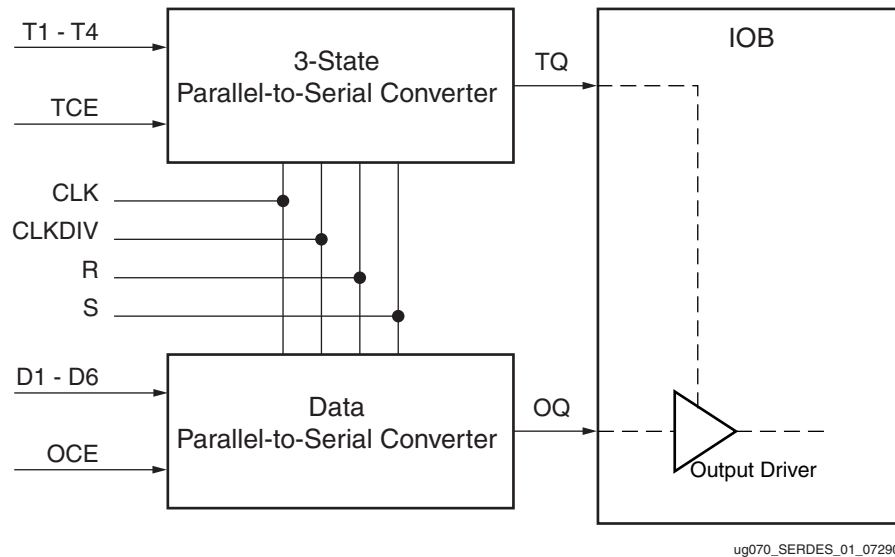 T1 - T4
TCE
3-State
Parallel-to-Serial Converter
TQ
IOB
CLK
CLKDIV
R
S
D1 - D6
OCE
Data
Parallel-to-Serial Converter
OQ
Output Driver